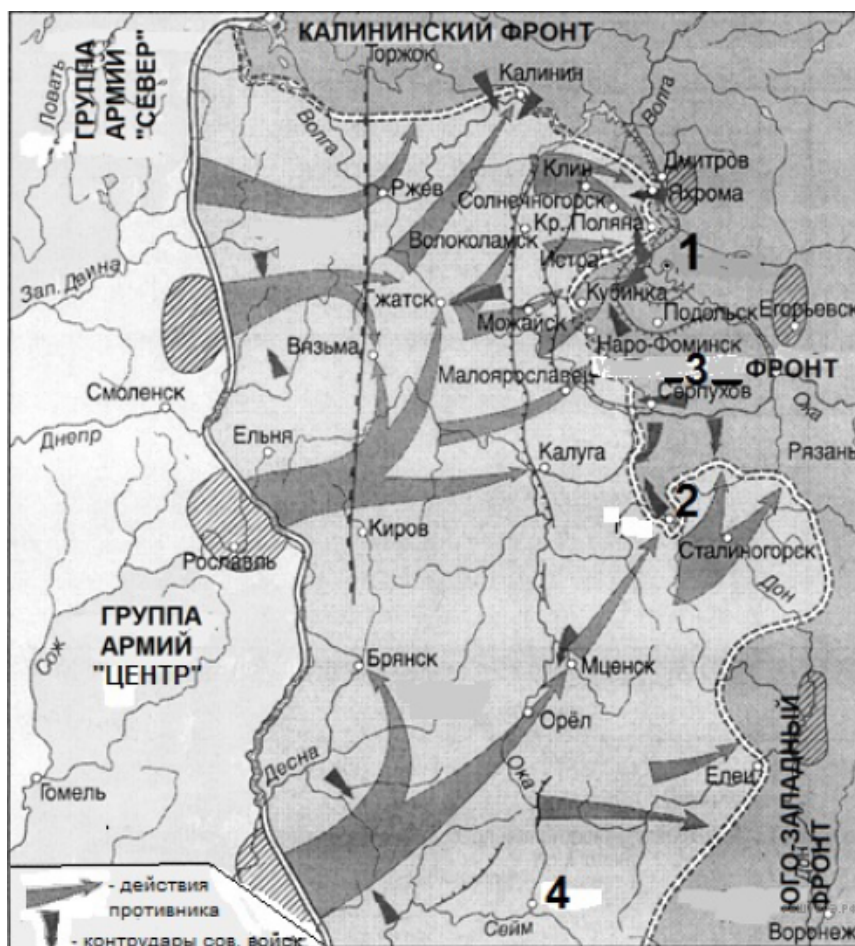 КАЛИНИНСКИЙ ФРОНТ
ГРУППА
АРМИЙ
"СЕВЕР"
Ловать
Торжок
Калинин
Волга
Волга
Дмитров
Клин
Яхрома
Ржев
Солнечногорск
Кр. Поляна
Волоколамск
1
Истра
Зап. Двина
Гжатск
Кубинка
Можайск
Подольск
Егорьевск
Вязьма
Наро-Фоминск
_3_ ФРОНТ
Малоярославец
Смоленск
Серпухов
Ока
Днепр
Ельня
Рязань
Калуга
2
Киров
Сталиногорск
Рославль
Дон
ГРУППА
АРМИЙ
"ЦЕНТР"
Сож
Брянск
Мценск
Орёл
ЮГО-ЗАПАДНЫЙ
ФРОНТ
Десна
Ока
Елец
Гомель
Дон
4
Сейм
Воронеж
- действия
противника
- контрудары сов. войск